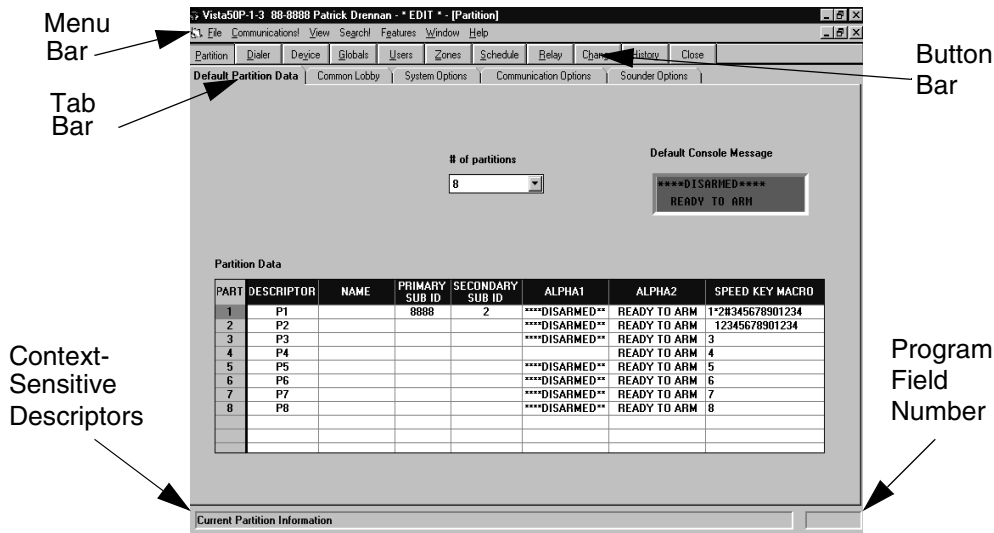 Vista50P-1-3 88-8888 Patrick Drennan - * EDIT * - [Partition]
File Communications! View Search! Features Window Help
Partition Dialer Device Globals Users Zones Schedule Relay Change History Close
Default Partition Data Common Lobby System Options Communication Options Sounder Options
Menu
Bar
Tab
Bar
Button
Bar
# of partitions
8
Default Console Message
****DISARMED****
READY TO ARM
Partition Data
PART DESCRIPTOR NAME PRIMARY SUB ID SECONDARY SUB ID ALPHA1 ALPHA2 SPEED KEY MACRO
1 P1 8888 2 ****DISARMED** READY TO ARM 1*2#345678901234
2 P2 ****DISARMED** READY TO ARM 12345678901234
3 P3 ****DISARMED** READY TO ARM 3
4 P4 READY TO ARM 4
5 P5 ****DISARMED** READY TO ARM 5
6 P6 ****DISARMED** READY TO ARM 6
7 P7 ****DISARMED** READY TO ARM 7
8 P8 ****DISARMED** READY TO ARM 8
Context-
Sensitive
Descriptors
Program
Field
Number
Current Partition Information